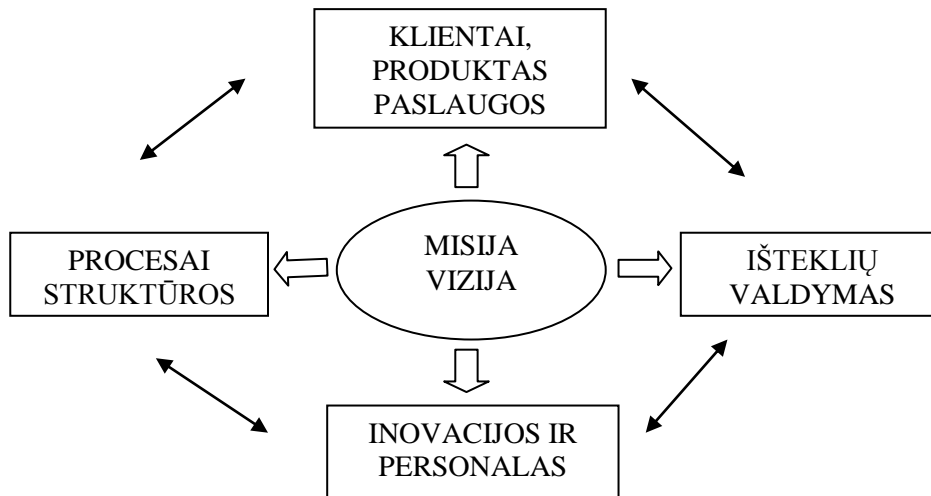 KLIENTAI,
PRODUKTAS
PASLAUGOS
MISIJA
VIZIJA
PROCESAI
STRUKTŪROS
IŠTEKLIŲ
VALDYMAS
INOVACIJOS IR
PERSONALAS